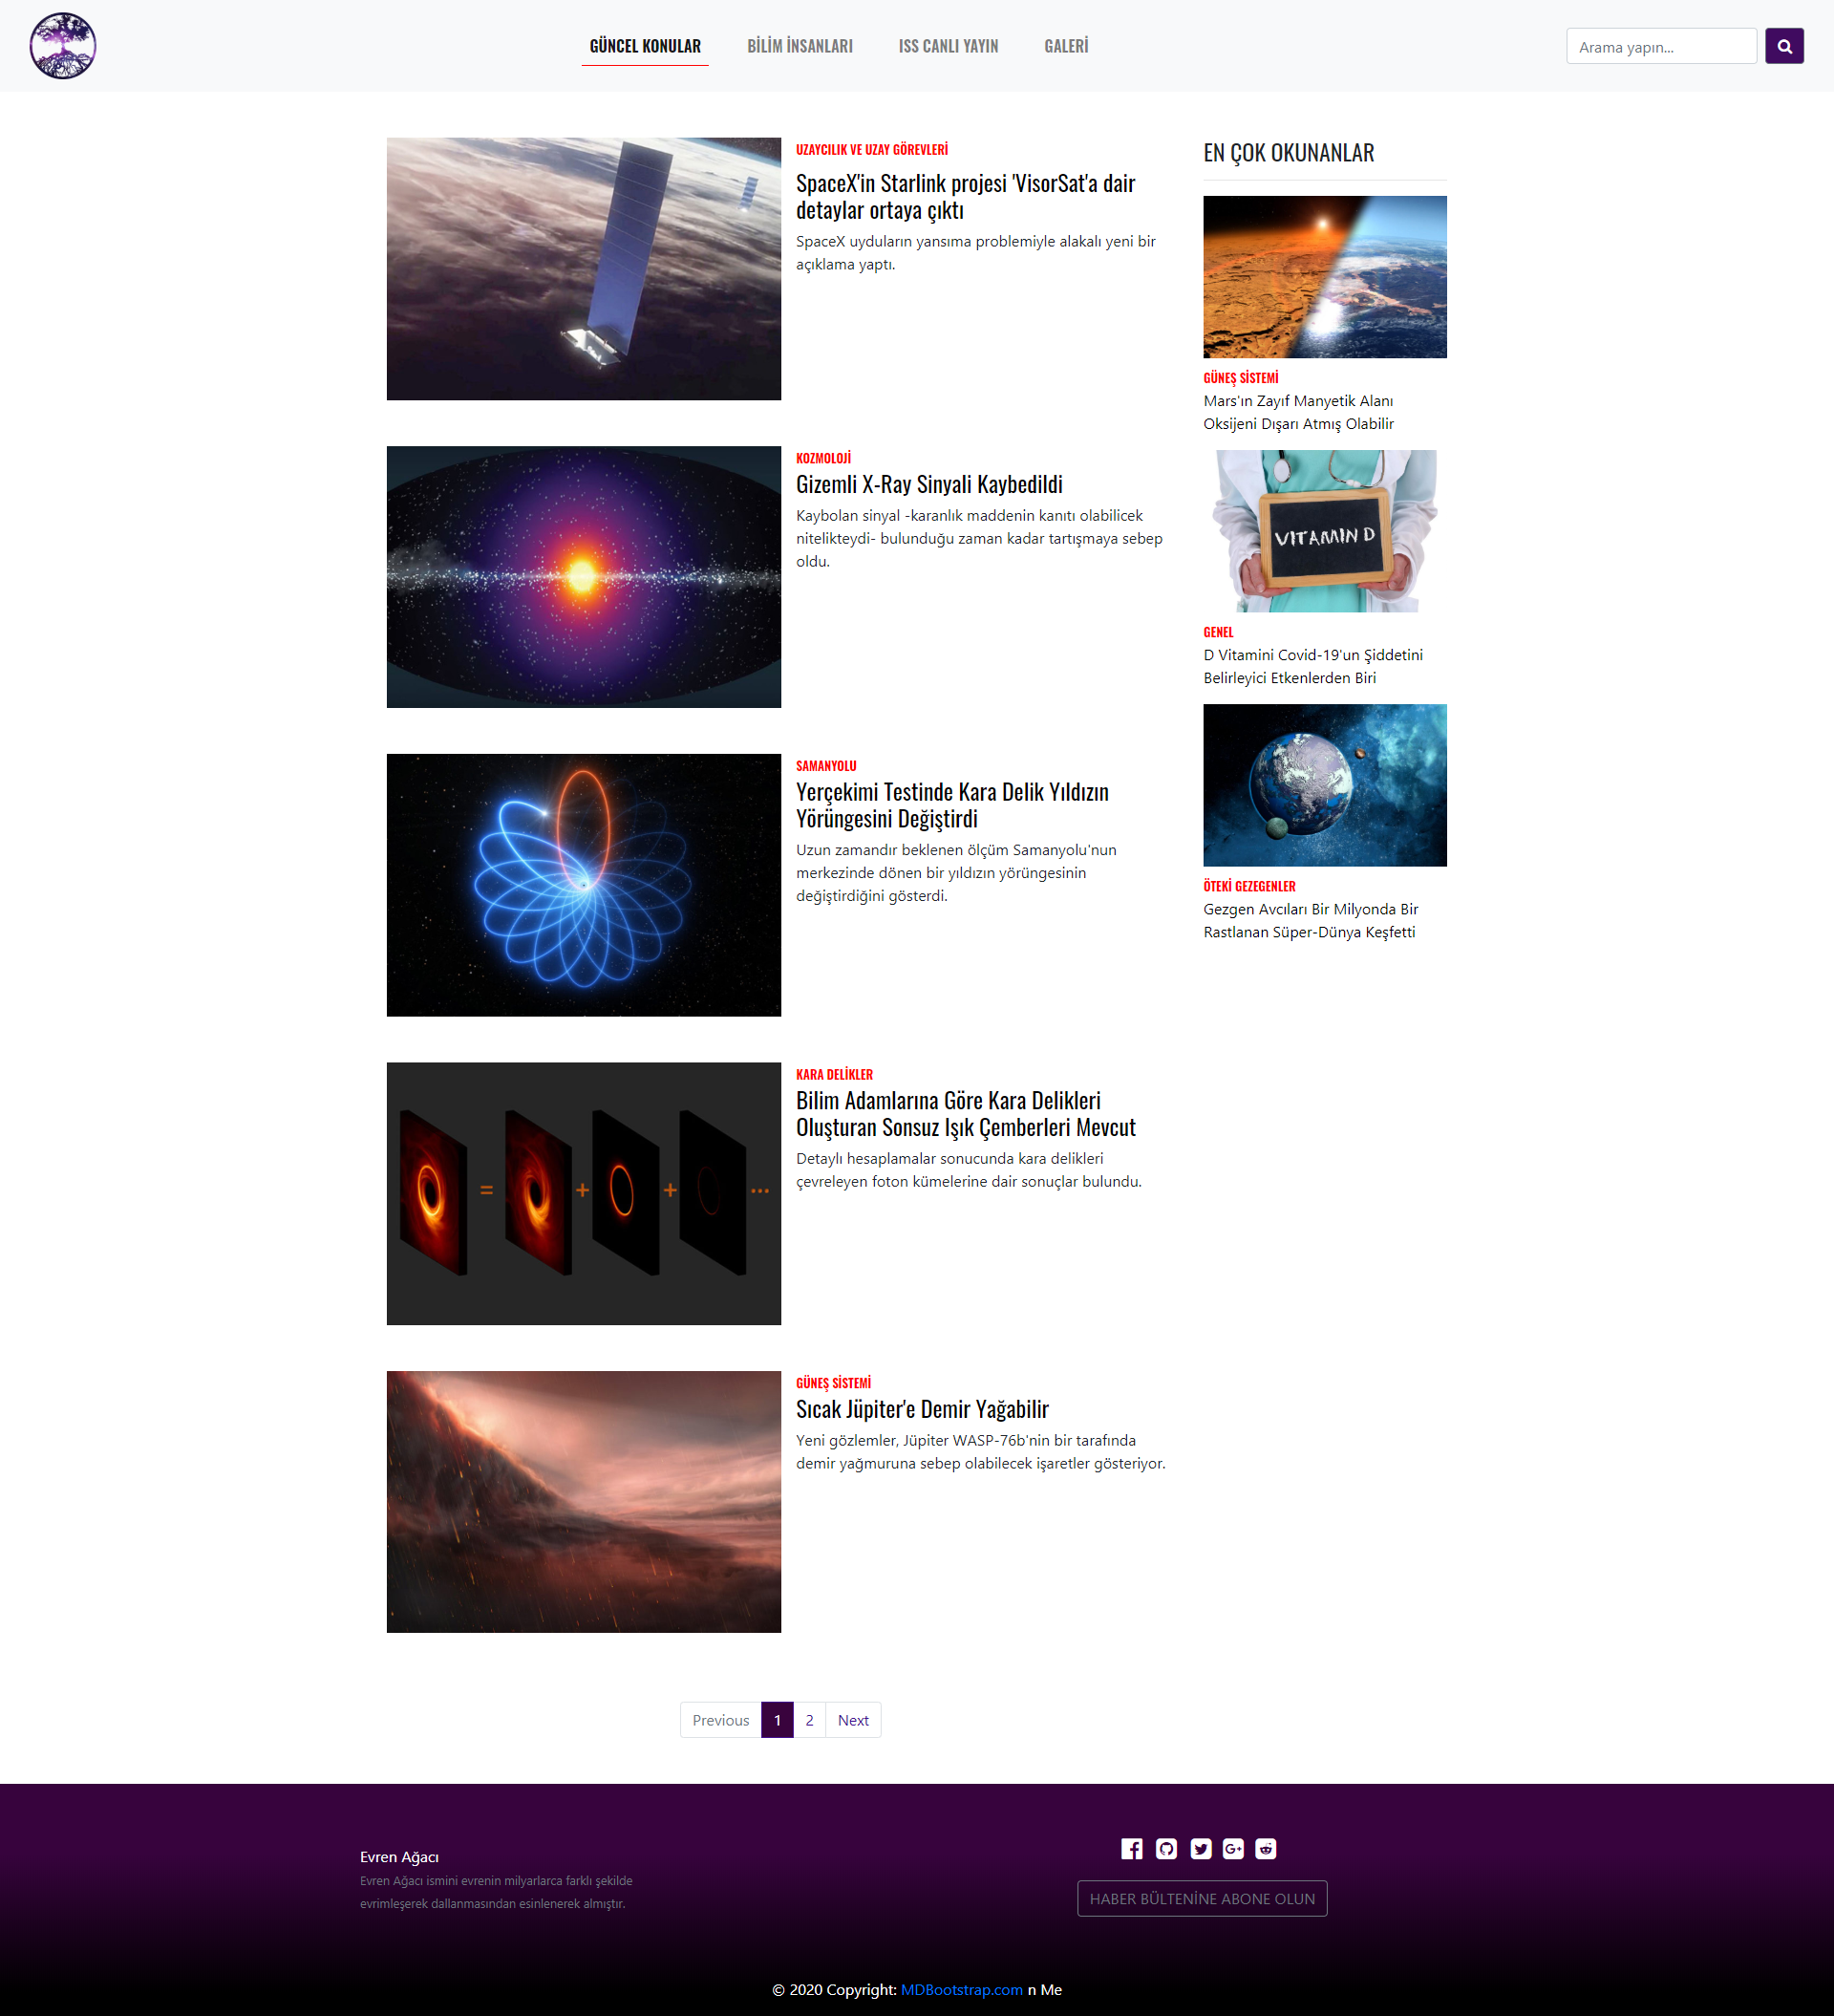 GÜNCEL KONULAR
BİLİM İNSANLARI
ISS CANLI YAYIN
GALERİ
Arama yapın...
UZAYCILIK VE UZAY GÖREVLERİ
SpaceX'in Starlink projesi 'VisorSat'a dair
detaylar ortaya çıktı
SpaceX uyduların yansıma problemiyle alakalı yeni bir
açıklama yaptı.
KOZMOLOJİ
Gizemli X-Ray Sinyali Kaybedildi
Kaybolan sinyal -karanlık maddenin kanıtı olabilicek
nitelikteydi- bulunduğu zaman kadar tartışmaya sebep
oldu.
SAMANYOLU
Yerçekimi Testinde Kara Delik Yıldızın
Yörüngesini Değiştirdi
Uzun zamandır beklenen ölçüm Samanyolu'nun
merkezinde dönen bir yıldızın yörüngesinin
değiştirdiğini gösterdi.
KARA DELİKLER
Bilim Adamlarına Göre Kara Delikleri
Oluşturan Sonsuz Işık Çemberleri Mevcut
Detaylı hesaplamalar sonucunda kara delikleri
çevreleyen foton kümelerine dair sonuçlar bulundu.
= + + ...
GÜNEŞ SİSTEMİ
Sıcak Jüpiter'e Demir Yağabilir
Yeni gözlemler, Jüpiter WASP-76b'nin bir tarafında
demir yağmuruna sebep olabilecek işaretler gösteriyor.
EN ÇOK OKUNANLAR
GÜNEŞ SİSTEMİ
Mars'ın Zayıf Manyetik Alanı
Oksijeni Dışarı Atmış Olabilir
VITAMIN D
GENEL
D Vitamini Covid-19'un Şiddetini
Belirleyici Etkenlerden Biri
ÖTEKİ GEZEGENLER
Gezgen Avcıları Bir Milyonda Bir
Rastlanan Süper-Dünya Keşfetti
Previous 1 2 Next
Evren Ağacı
Evren Ağacı ismini evrenin milyarlarca farklı şekilde
evrimleşerek dallanmasından esinlenerek almıştır.
HABER BÜLTENİNE ABONE OLUN
© 2020 Copyright: MDBootstrap.com n Me